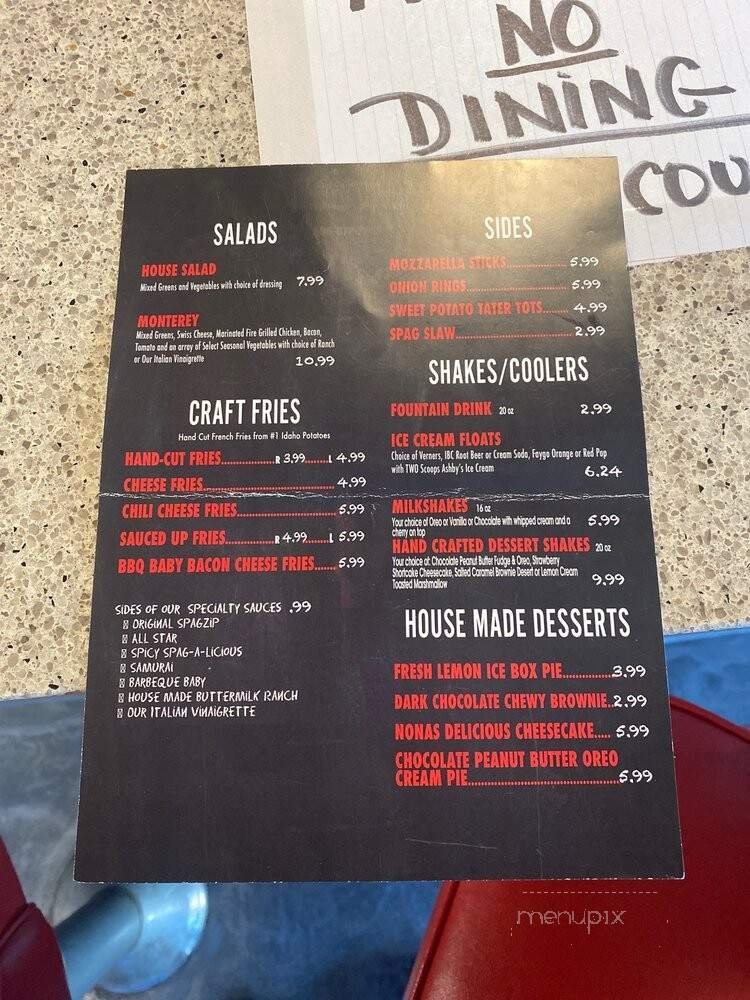 NO
DINING
COU
SALADS
HOUSE SALAD
Mixed Greens and Vegetables with choice of dressing 7.99
MONTEREY
Mixed Greens, Swiss Cheese, Marinated Fire Grilled Chicken, Bacon,
Tomato and an array of Select Seasonal Vegetables with choice of Ranch
or Our Italian Vinaigrette 10.99
CRAFT FRIES
Hand Cut French Fries from #1 Idaho Potatoes
HAND-CUT FRIES R 3.99 L 4.99
CHEESE FRIES 4.99
CHILI CHEESE FRIES 5.99
SAUCED UP FRIES R 4.99 L 5.99
BBQ BABY BACON CHEESE FRIES 5.99
SIDES OF OUR SPECIALTY SAUCES .99
ORIGINAL SPAGZIP
ALL STAR
SPICY SPAG-A-LICIOUS
SAMURAI
BARBEQUE BABY
HOUSE MADE BUTTERMILK RANCH
OUR ITALIAN VINAIGRETTE
SIDES
MOZZARELLA STICKS 5.99
ONION RINGS 5.99
SWEET POTATO TATER TOTS 4.99
SPAG SLAW 2.99
SHAKES/COOLERS
FOUNTAIN DRINK 20 oz 2.99
ICE CREAM FLOATS
Choice of Verners, IBC Root Beer or Cream Soda, Faygo Orange or Red Pop
with TWO Scoops Ashby's Ice Cream 6.24
MILKSHAKES 16 oz
Your choice of Oreo or Vanilla or Chocolate with whipped cream and a 5.99
cherry on top
HAND CRAFTED DESSERT SHAKES 20 oz
Your choice of: Chocolate Peanut Butter Fudge & Oreo, Strawberry
Shortcake Cheesecake, Salted Caramel Brownie Desert or Lemon Cream
Toasted Marshmallow 9.99
HOUSE MADE DESSERTS
FRESH LEMON ICE BOX PIE 3.99
DARK CHOCOLATE CHEWY BROWNIE 2.99
NONAS DELICIOUS CHEESECAKE 5.99
CHOCOLATE PEANUT BUTTER OREO
CREAM PIE 5.99
menupix